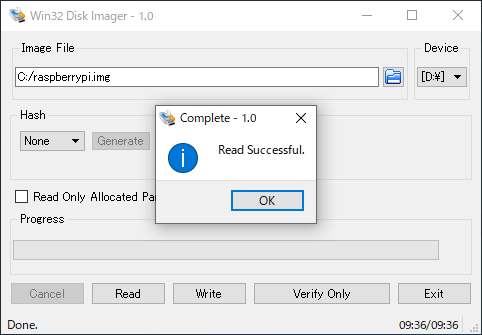 Win32 Disk Imager - 1.0
Image File
Device
C:/raspberrypi.img
[D:¥]
Hash
None
Generate
Complete - 1.0
Read Successful.
OK
Read Only Allocated Pa
Progress
Cancel
Read
Write
Verify Only
Exit
Done.
09:36/09:36